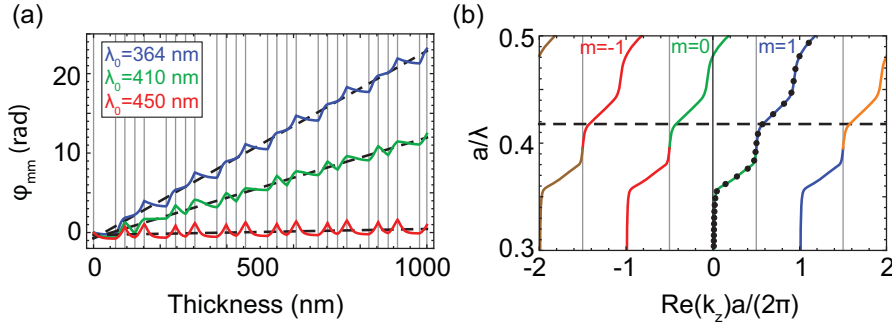 (a)
λ₀=364 nm
λ₀=410 nm
λ₀=450 nm
φmm (rad)
20
10
0
0
500
1000
Thickness (nm)
(b)
m=-1
m=0
m=1
a/λ
0.5
0.4
0.3
-2
-1
0
1
2
Re(kz)a/(2π)